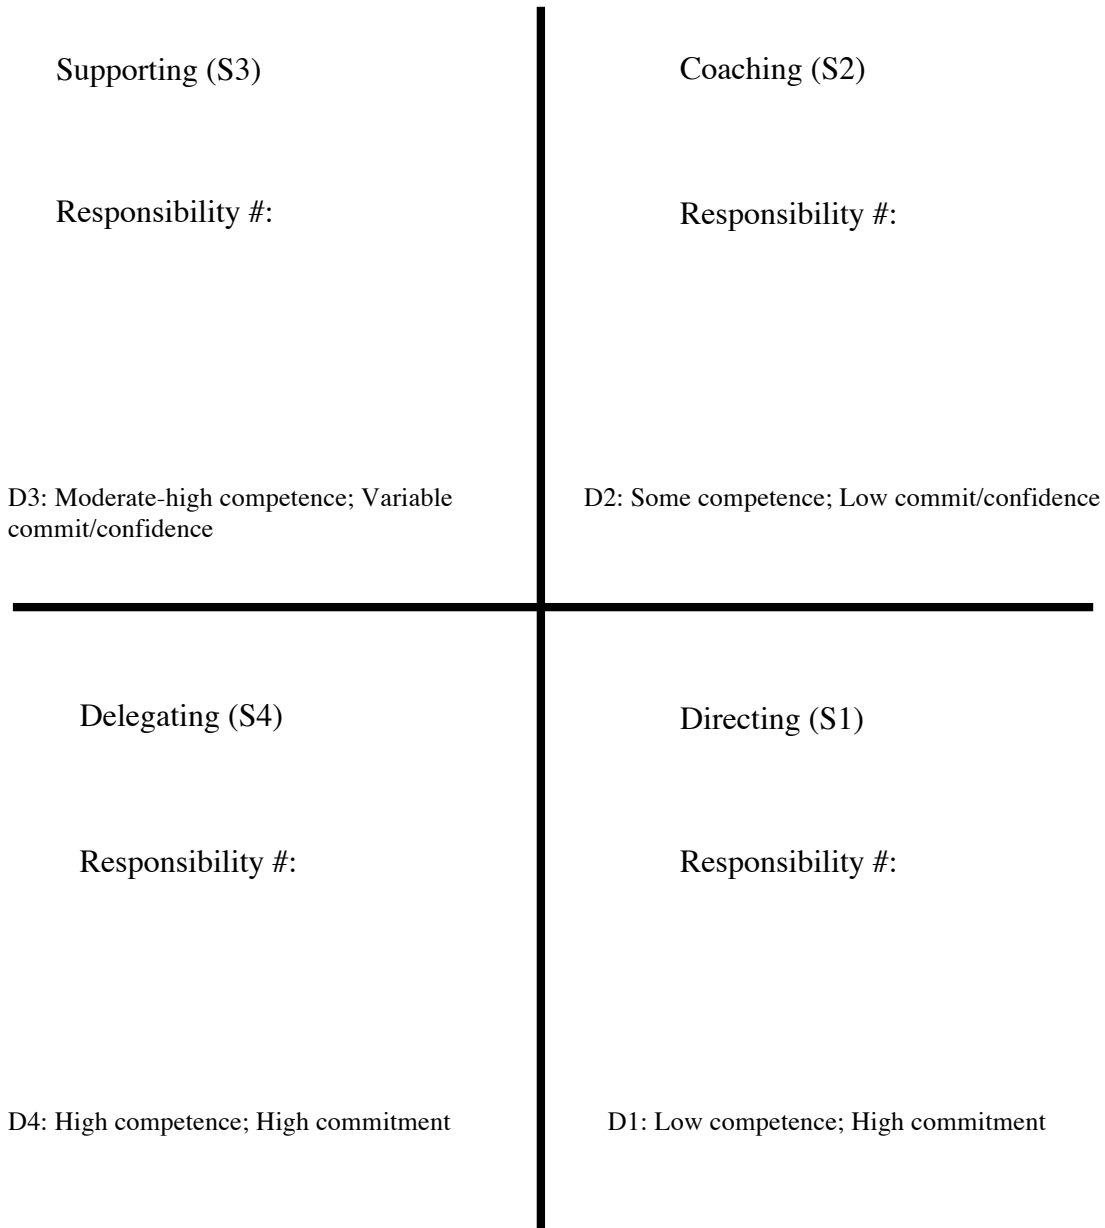 Supporting (S3)
Coaching (S2)
Responsibility #:
Responsibility #:
D3: Moderate-high competence; Variable
commit/confidence
D2: Some competence; Low commit/confidence
Delegating (S4)
Directing (S1)
Responsibility #:
Responsibility #:
D4: High competence; High commitment
D1: Low competence; High commitment